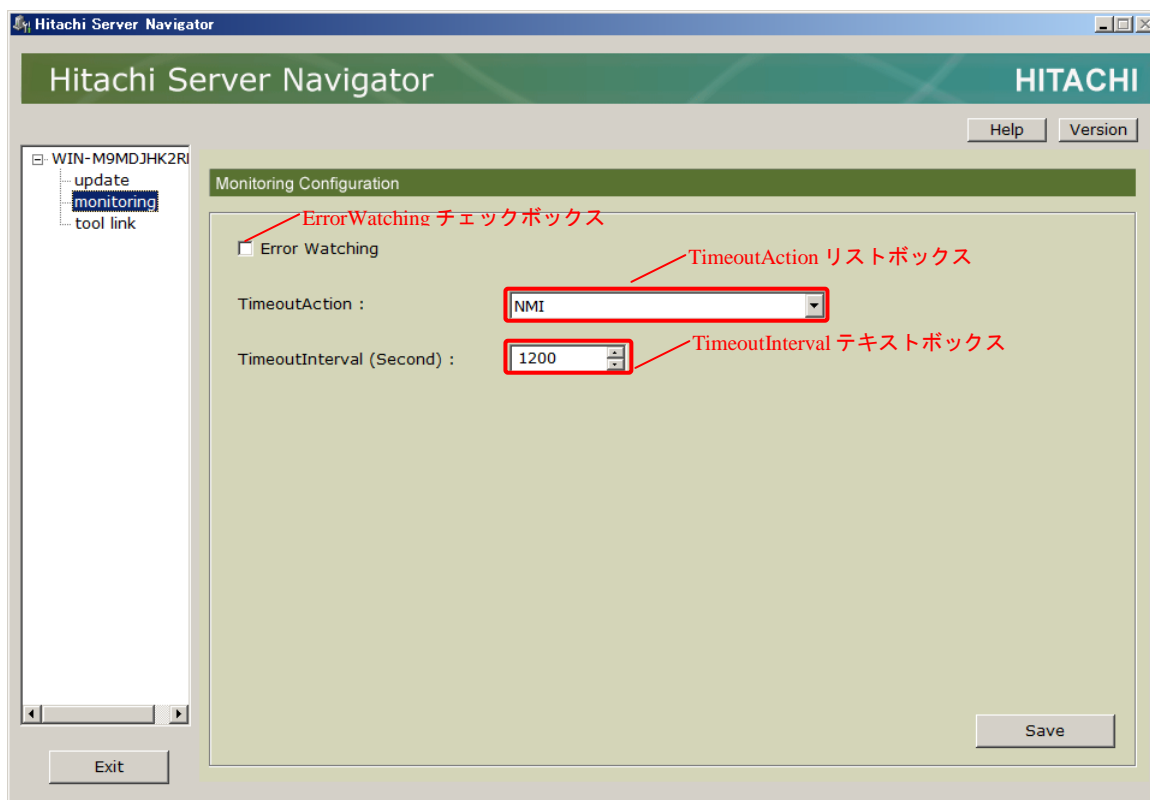 Hitachi Server Navigator
Hitachi Server Navigator
HITACHI
Help
Version
WIN-M9MDJHK2RI
update
monitoring
tool link
Monitoring Configuration
ErrorWatching チェックボックス
Error Watching
TimeoutAction リストボックス
TimeoutAction :
NMI
TimeoutInterval テキストボックス
TimeoutInterval (Second) :
1200
Save
Exit